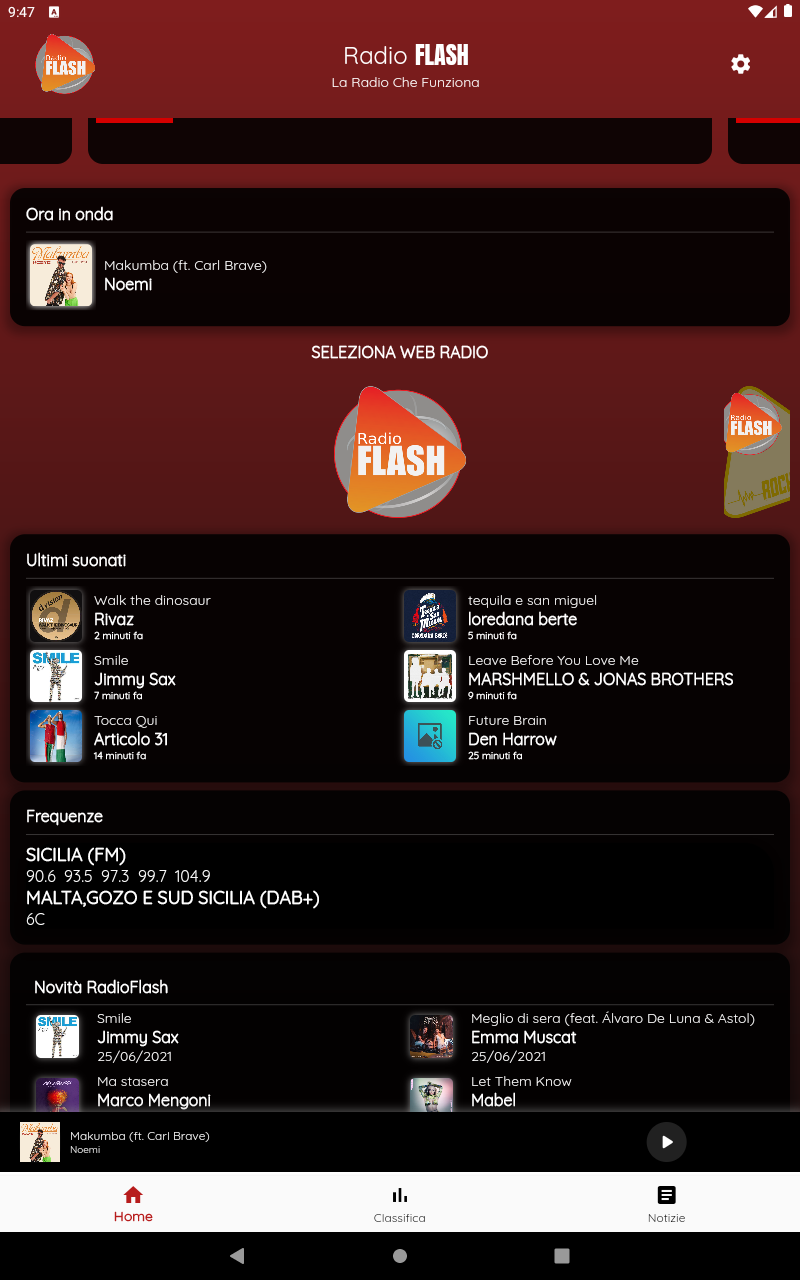 9:47
Radio FLASH
La Radio Che Funziona
Radio
FLASH
Ora in onda
Makumba
Makumba (ft. Carl Brave)
Noemi
SELEZIONA WEB RADIO
Radio
FLASH
Radio
FLASH
ROCK
Ultimi suonati
Walk the dinosaur
Rivaz
2 minuti fa
tequila e san miguel
loredana berte
5 minuti fa
SMILE
Smile
Jimmy Sax
7 minuti fa
Leave Before You Love Me
MARSHMELLO & JONAS BROTHERS
9 minuti fa
Tocca Qui
Articolo 31
14 minuti fa
Future Brain
Den Harrow
25 minuti fa
Frequenze
SICILIA (FM)
90.6 93.5 97.3 99.7 104.9
MALTA,GOZO E SUD SICILIA (DAB+)
6C
Novità RadioFlash
SMILE
Smile
Jimmy Sax
25/06/2021
Meglio di sera (feat. Álvaro De Luna & Astol)
Emma Muscat
25/06/2021
Ma stasera
Marco Mengoni
Let Them Know
Mabel
Makumba (ft. Carl Brave)
Noemi
Home
Classifica
Notizie